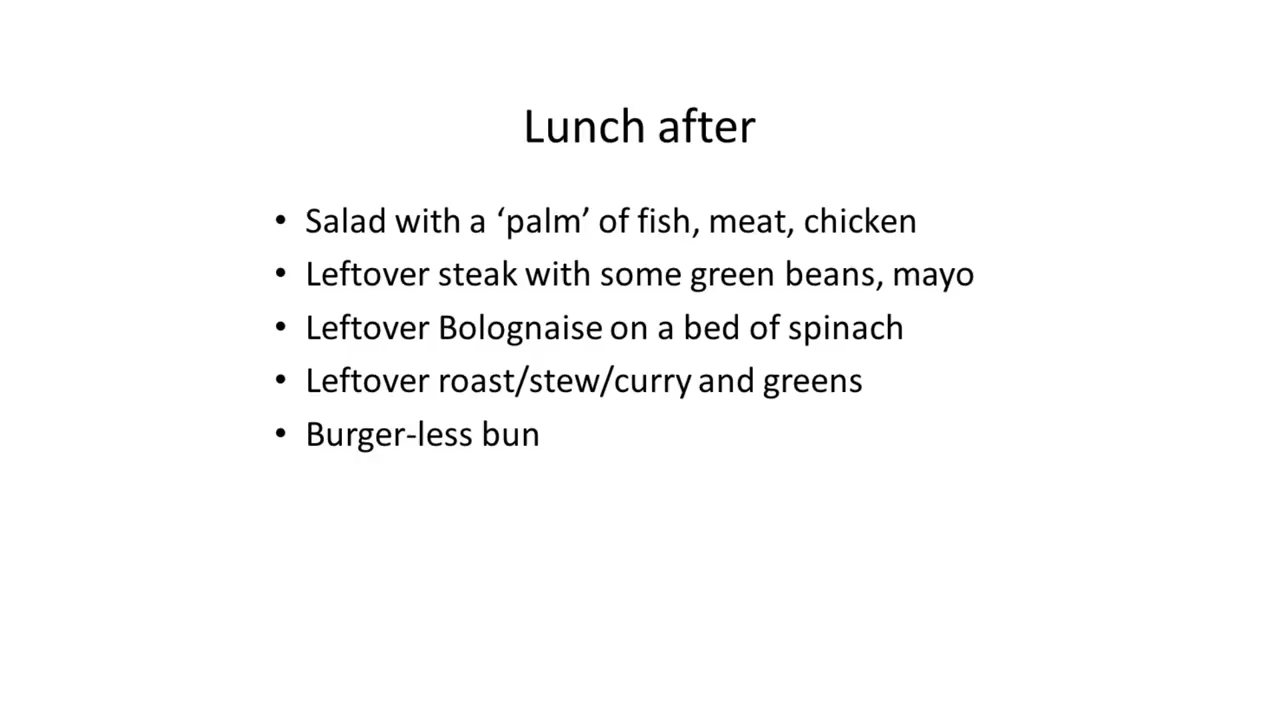 Lunch after
• Salad with a ‘palm’ of fish, meat, chicken
• Leftover steak with some green beans, mayo
• Leftover Bolognaise on a bed of spinach
• Leftover roast/stew/curry and greens
• Burger-less bun